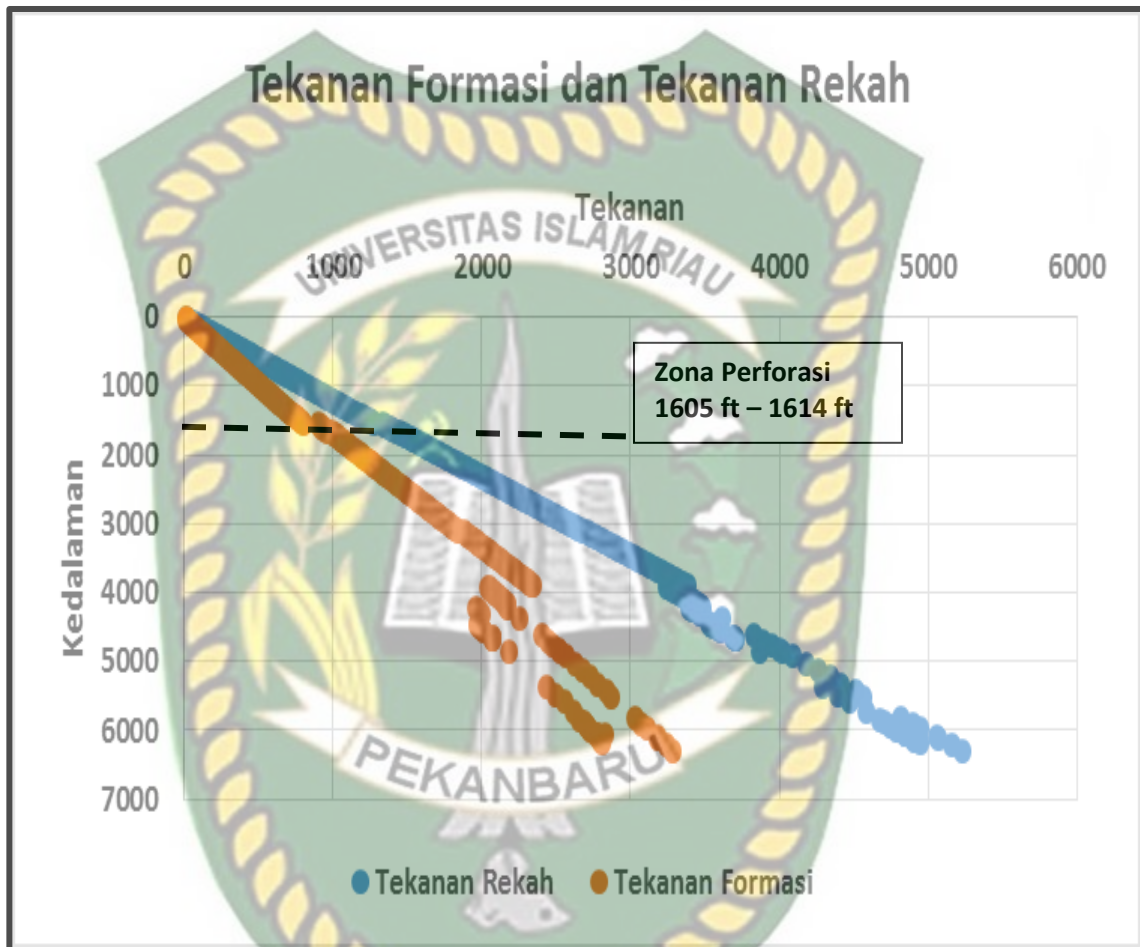 Tekanan Formasi dan Tekanan Rekah
Tekanan
UNIVERSITAS ISLAM RIAU
0 1000 2000 3000 4000 5000 6000
0
1000
2000
3000
4000
5000
6000
7000
Kedalaman
Zona Perforasi
1605 ft – 1614 ft
PEKANBARU
Tekanan Rekah Tekanan Formasi